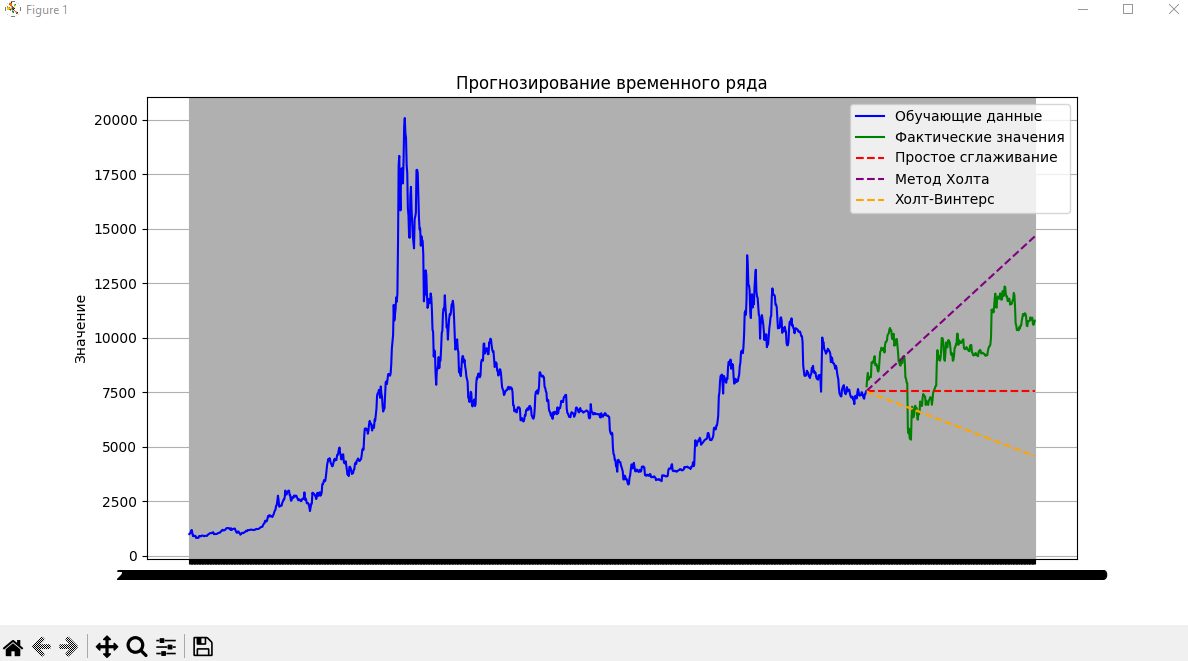 Figure 1
Прогнозирование временного ряда
Обучающие данные
Фактические значения
Простое сглаживание
Метод Холта
Холт-Винтерс
Значение
20000
17500
15000
12500
10000
7500
5000
2500
0